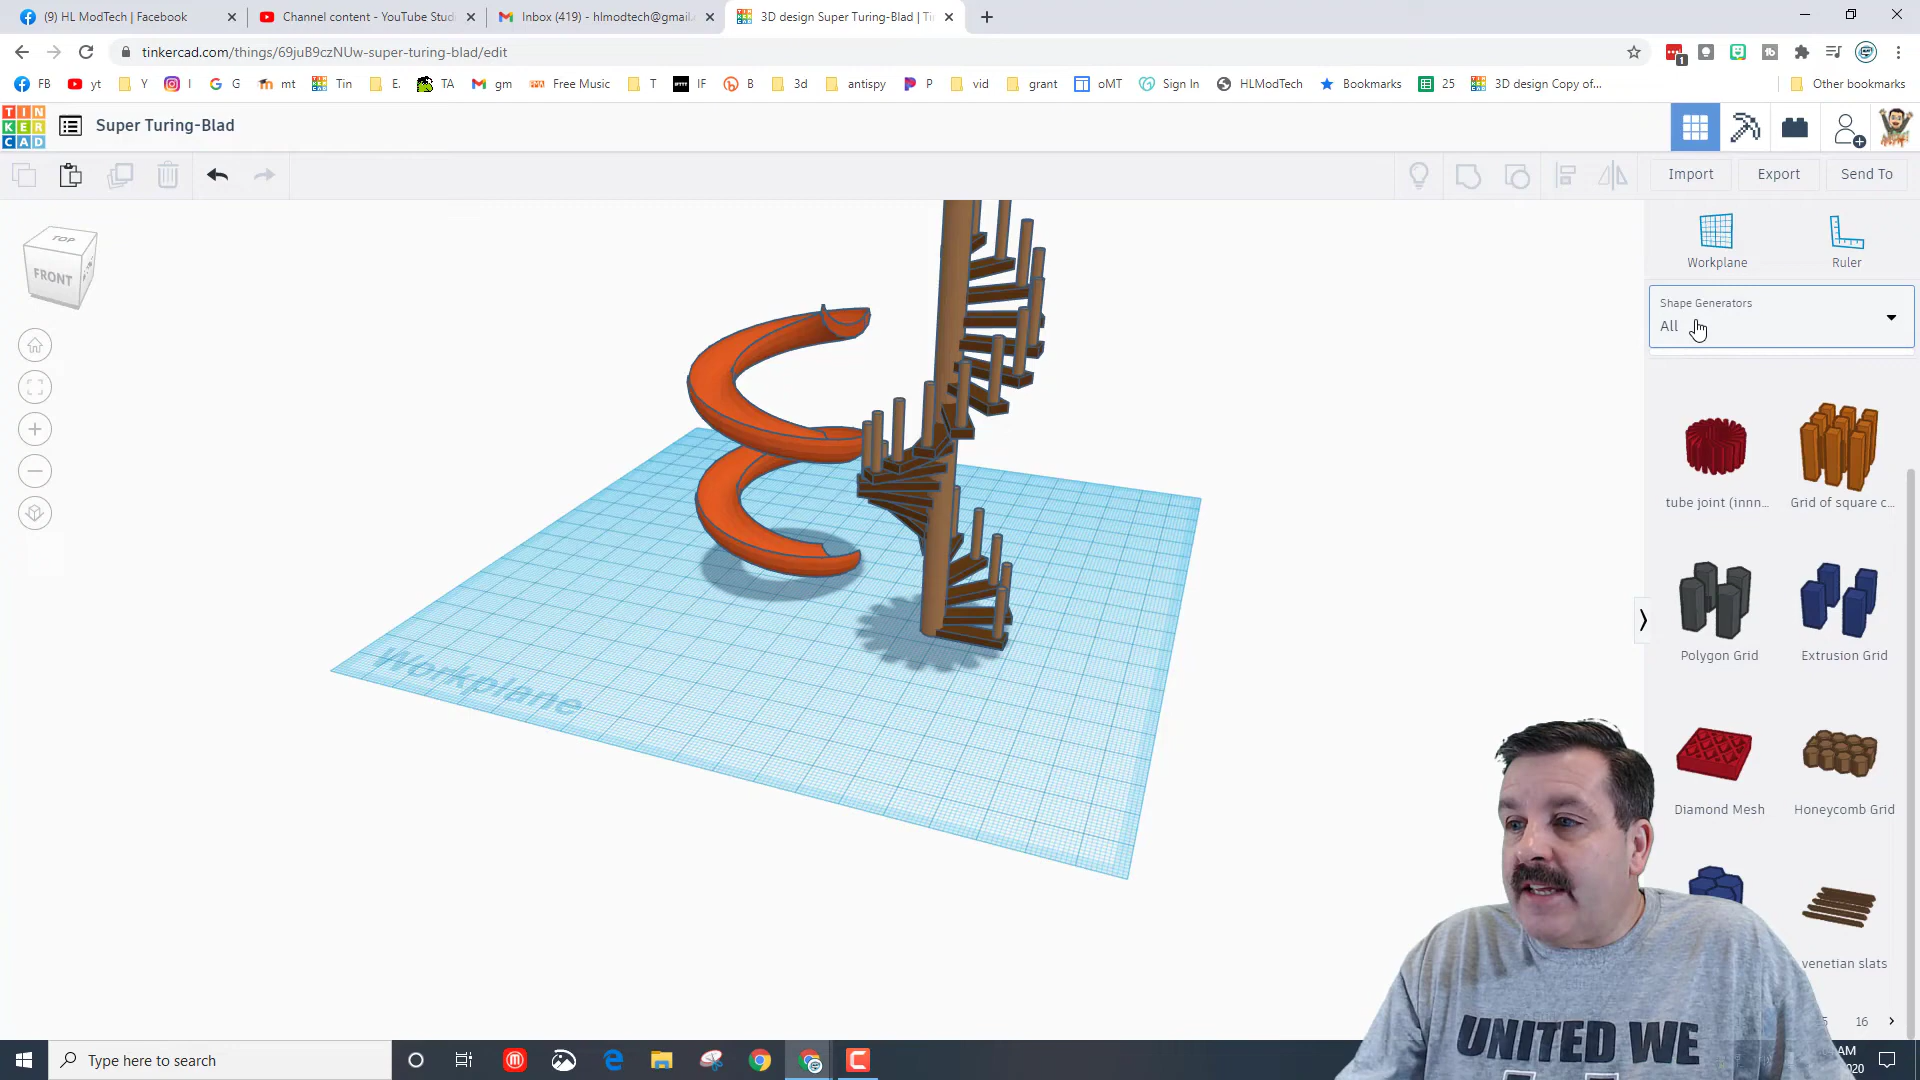 (9) HL ModTech | Facebook
Channel content - YouTube Stud
Inbox (419) - hlmodtech@gmail.
3D design Super Turing-Blad | Ti
tinkercad.com/things/69juB9czNUw-super-turing-blad/edit
FB yt Y I G mt Tin E. TA gm Free Music T IF B 3d antispy P vid grant oMT Sign In HLModTech Bookmarks 25 3D design Copy of... Other bookmarks
TIN
KER
CAD
Super Turing-Blad
Import Export Send To
TOP
FRONT
Workplane Ruler
Shape Generators
All
tube joint (innn... Grid of square c...
Polygon Grid Extrusion Grid
Workplane
Diamond Mesh Honeycomb Grid
venetian slats
16
UNITED WE
Type here to search
AM
2020